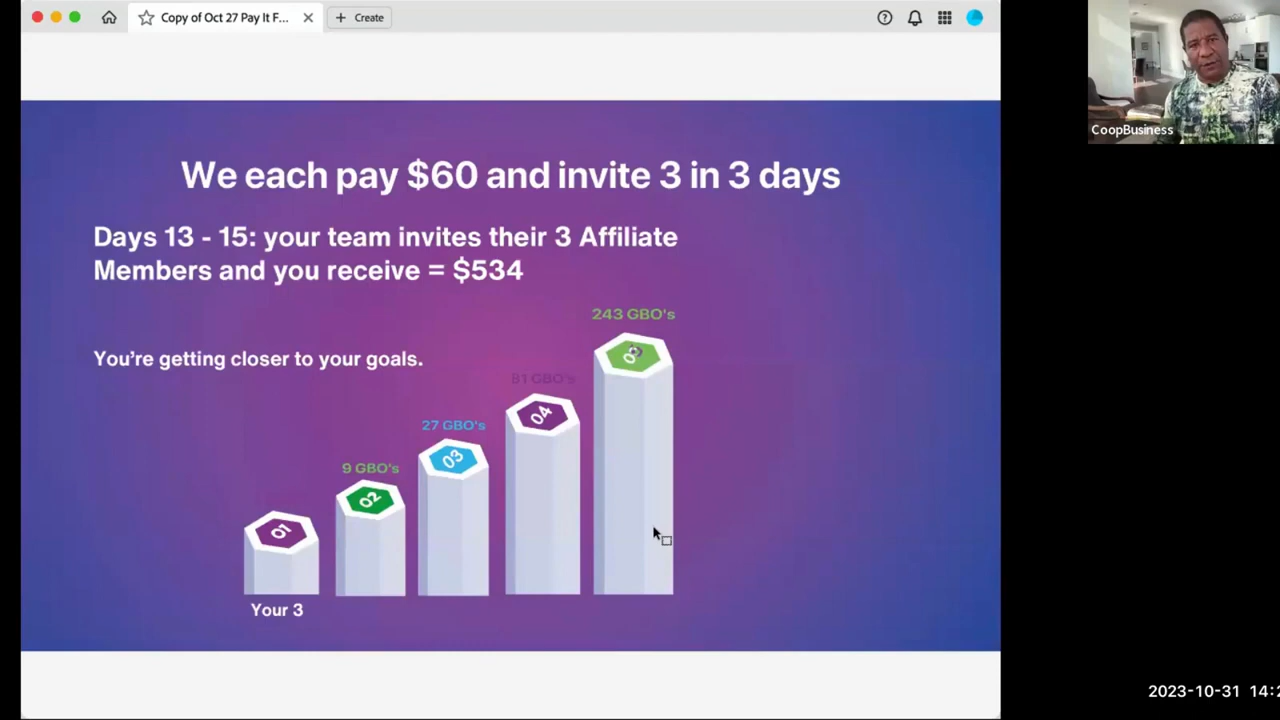 Copy of Oct 27 Pay It F...
Create
CoopBusiness
We each pay $60 and invite 3 in 3 days
Days 13 - 15: your team invites their 3 Affiliate
Members and you receive = $534
243 GBO's
You're getting closer to your goals.
81 GBO's
27 GBO's
9 GBO's
04
03
02
01
Your 3
2023-10-31 14:2